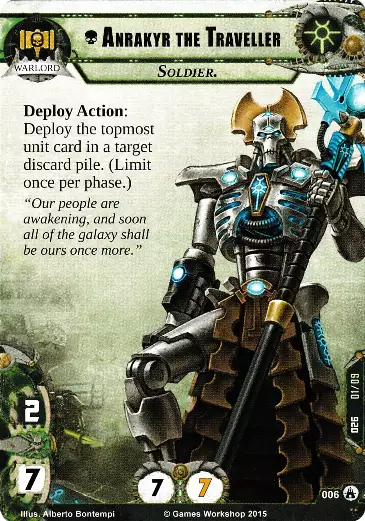 Anrakyr the Traveller
WARLORD
Soldier.
Deploy Action:
Deploy the topmost
unit card in a target
discard pile. (Limit
once per phase.)
“Our people are
awakening, and soon
all of the galaxy shall
be ours once more.”
2
7
7
7
026 01/09
006
Illus. Alberto Bontempi
© Games Workshop 2015